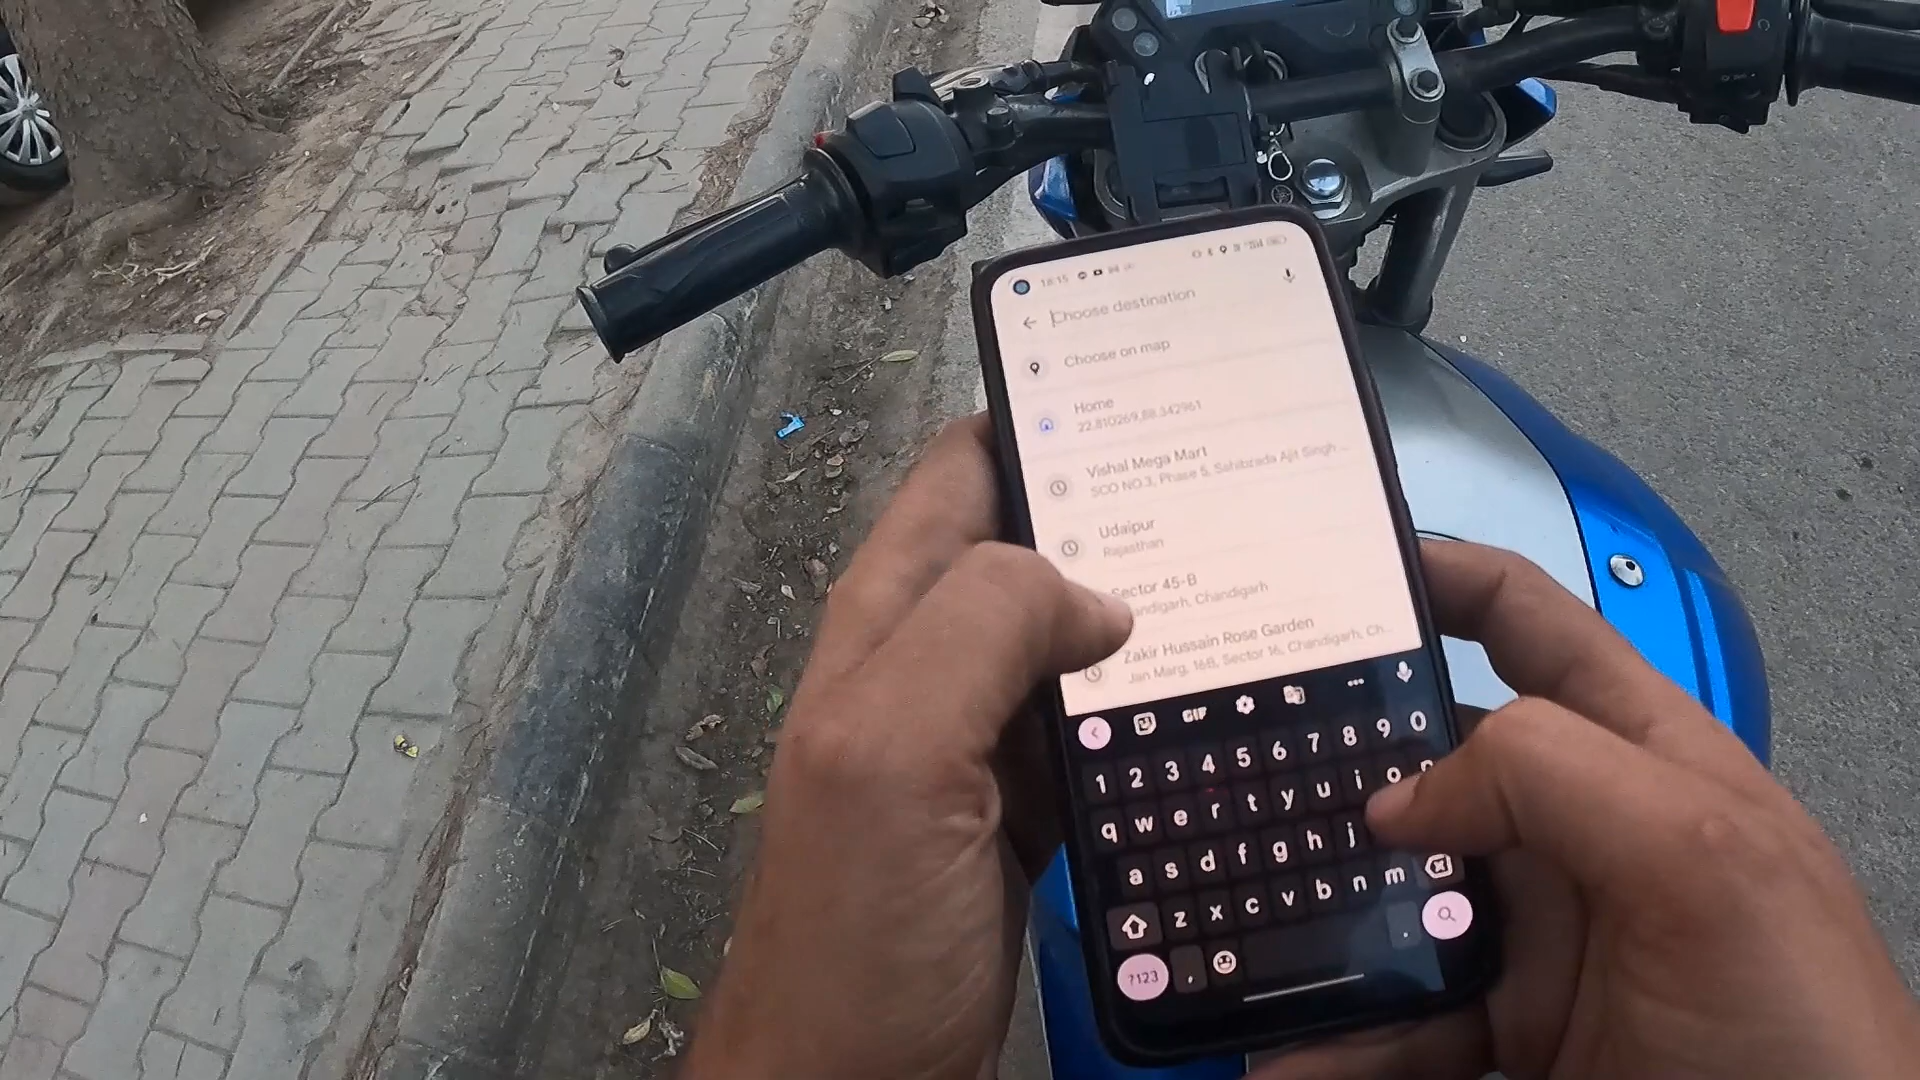 18:15
Choose destination
Choose on map
Home
22.810269,88.342961
Vishal Mega Mart
SCO NO.3, Phase 5, Sahibzada Ajit Singh ...
Udaipur
Rajasthan
Sector 45-B
andigarh, Chandigarh
Zakir Hussain Rose Garden
Jan Marg, 16B, Sector 16, Chandigarh, Ch...
GIF
1 2 3 4 5 6 7 8 9 0
q w e r t y u i o p
a s d f g h j
z x c v b n m
?123 , .